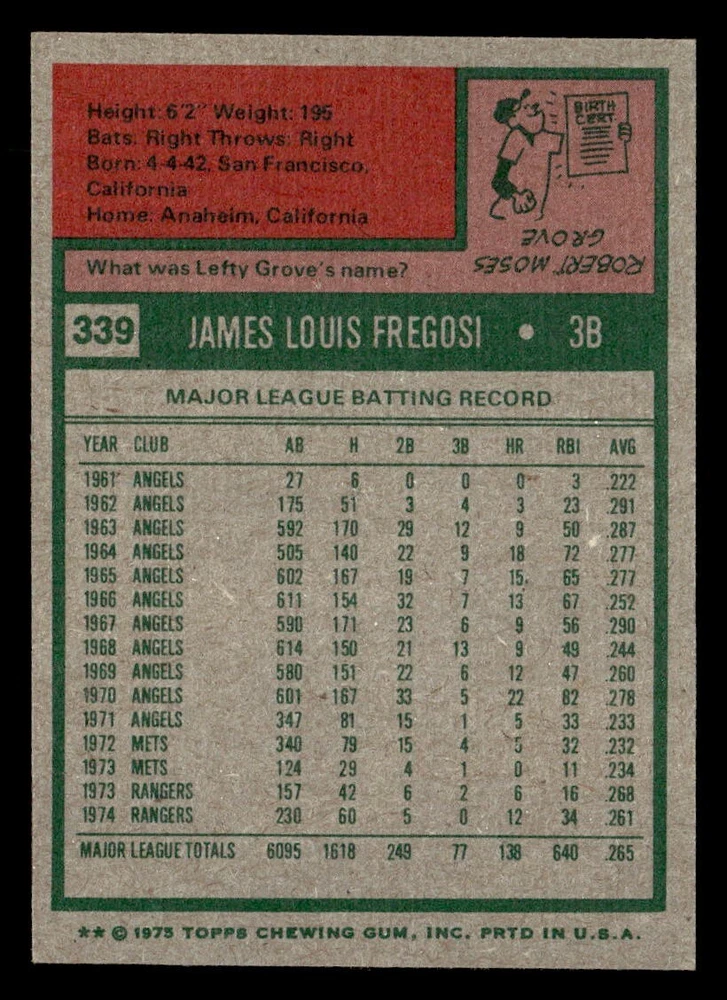 Height: 6'2" Weight: 195
Bats: Right Throws: Right
Born: 4-4-42, San Francisco,
California
Home: Anaheim, California
BIRTH
CERT
What was Lefty Grove's name?
ROBERT MOSES
GROVE
339 JAMES LOUIS FREGOSI • 3B
MAJOR LEAGUE BATTING RECORD
YEAR CLUB AB H 2B 3B HR RBI AVG
1961 ANGELS 27 6 0 0 0 3 .222
1962 ANGELS 175 51 3 4 3 23 .291
1963 ANGELS 592 170 29 12 9 50 .287
1964 ANGELS 505 140 22 9 18 72 .277
1965 ANGELS 602 167 19 7 15 65 .277
1966 ANGELS 611 154 32 7 13 67 .252
1967 ANGELS 590 171 23 6 9 56 .290
1968 ANGELS 614 150 21 13 9 49 .244
1969 ANGELS 580 151 22 6 12 47 .260
1970 ANGELS 601 167 33 5 22 82 .278
1971 ANGELS 347 81 15 1 5 33 .233
1972 METS 340 79 15 4 5 32 .232
1973 METS 124 29 4 1 0 11 .234
1973 RANGERS 157 42 6 2 6 16 .268
1974 RANGERS 230 60 5 0 12 34 .261
MAJOR LEAGUE TOTALS 6095 1618 249 77 138 640 .265
** © 1975 TOPPS CHEWING GUM, INC. PRTD IN U.S.A.